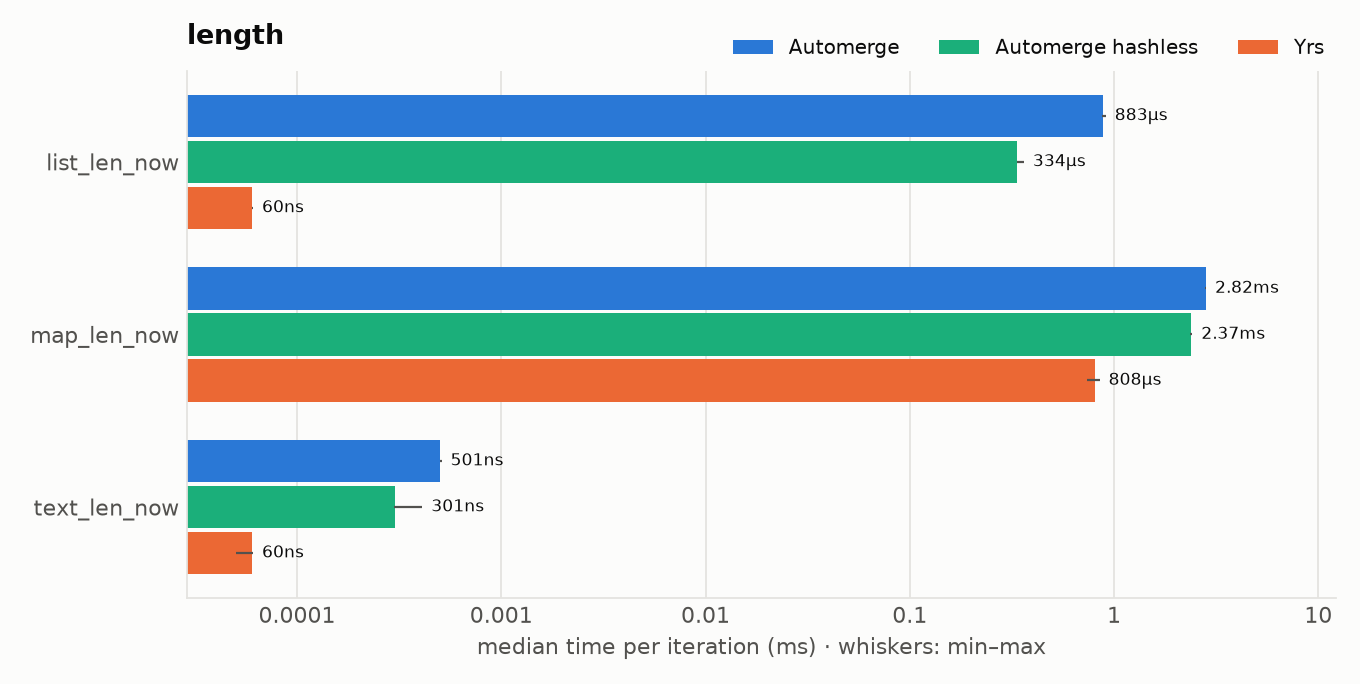 length
Automerge
Automerge hashless
Yrs
list_len_now
883µs
334µs
60ns
map_len_now
2.82ms
2.37ms
808µs
text_len_now
501ns
301ns
60ns
0.0001 0.001 0.01 0.1 1 10
median time per iteration (ms) · whiskers: min–max